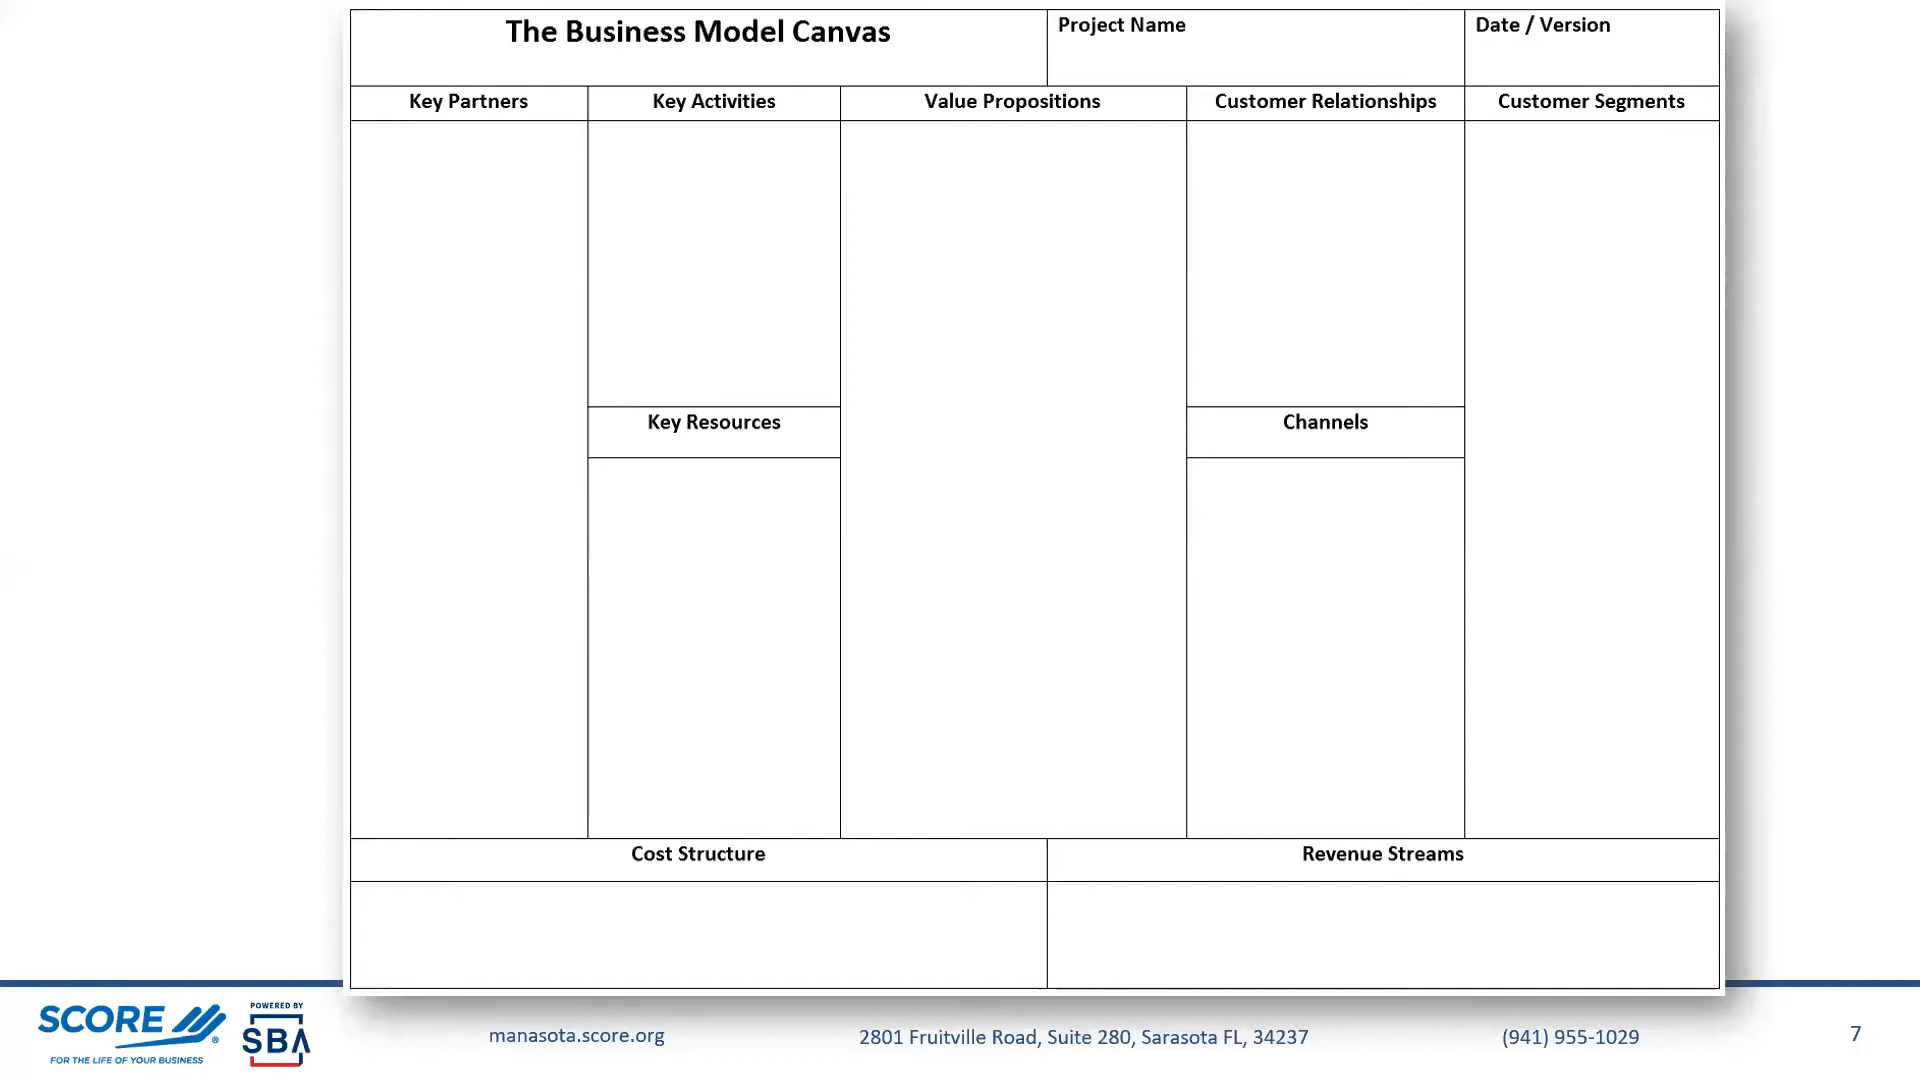 The Business Model Canvas
Project Name
Date / Version
Key Partners
Key Activities
Value Propositions
Customer Relationships
Customer Segments
Key Resources
Channels
Cost Structure
Revenue Streams
SCORE
®
FOR THE LIFE OF YOUR BUSINESS
POWERED BY
SBA
manasota.score.org
2801 Fruitville Road, Suite 280, Sarasota FL, 34237
(941) 955-1029
7